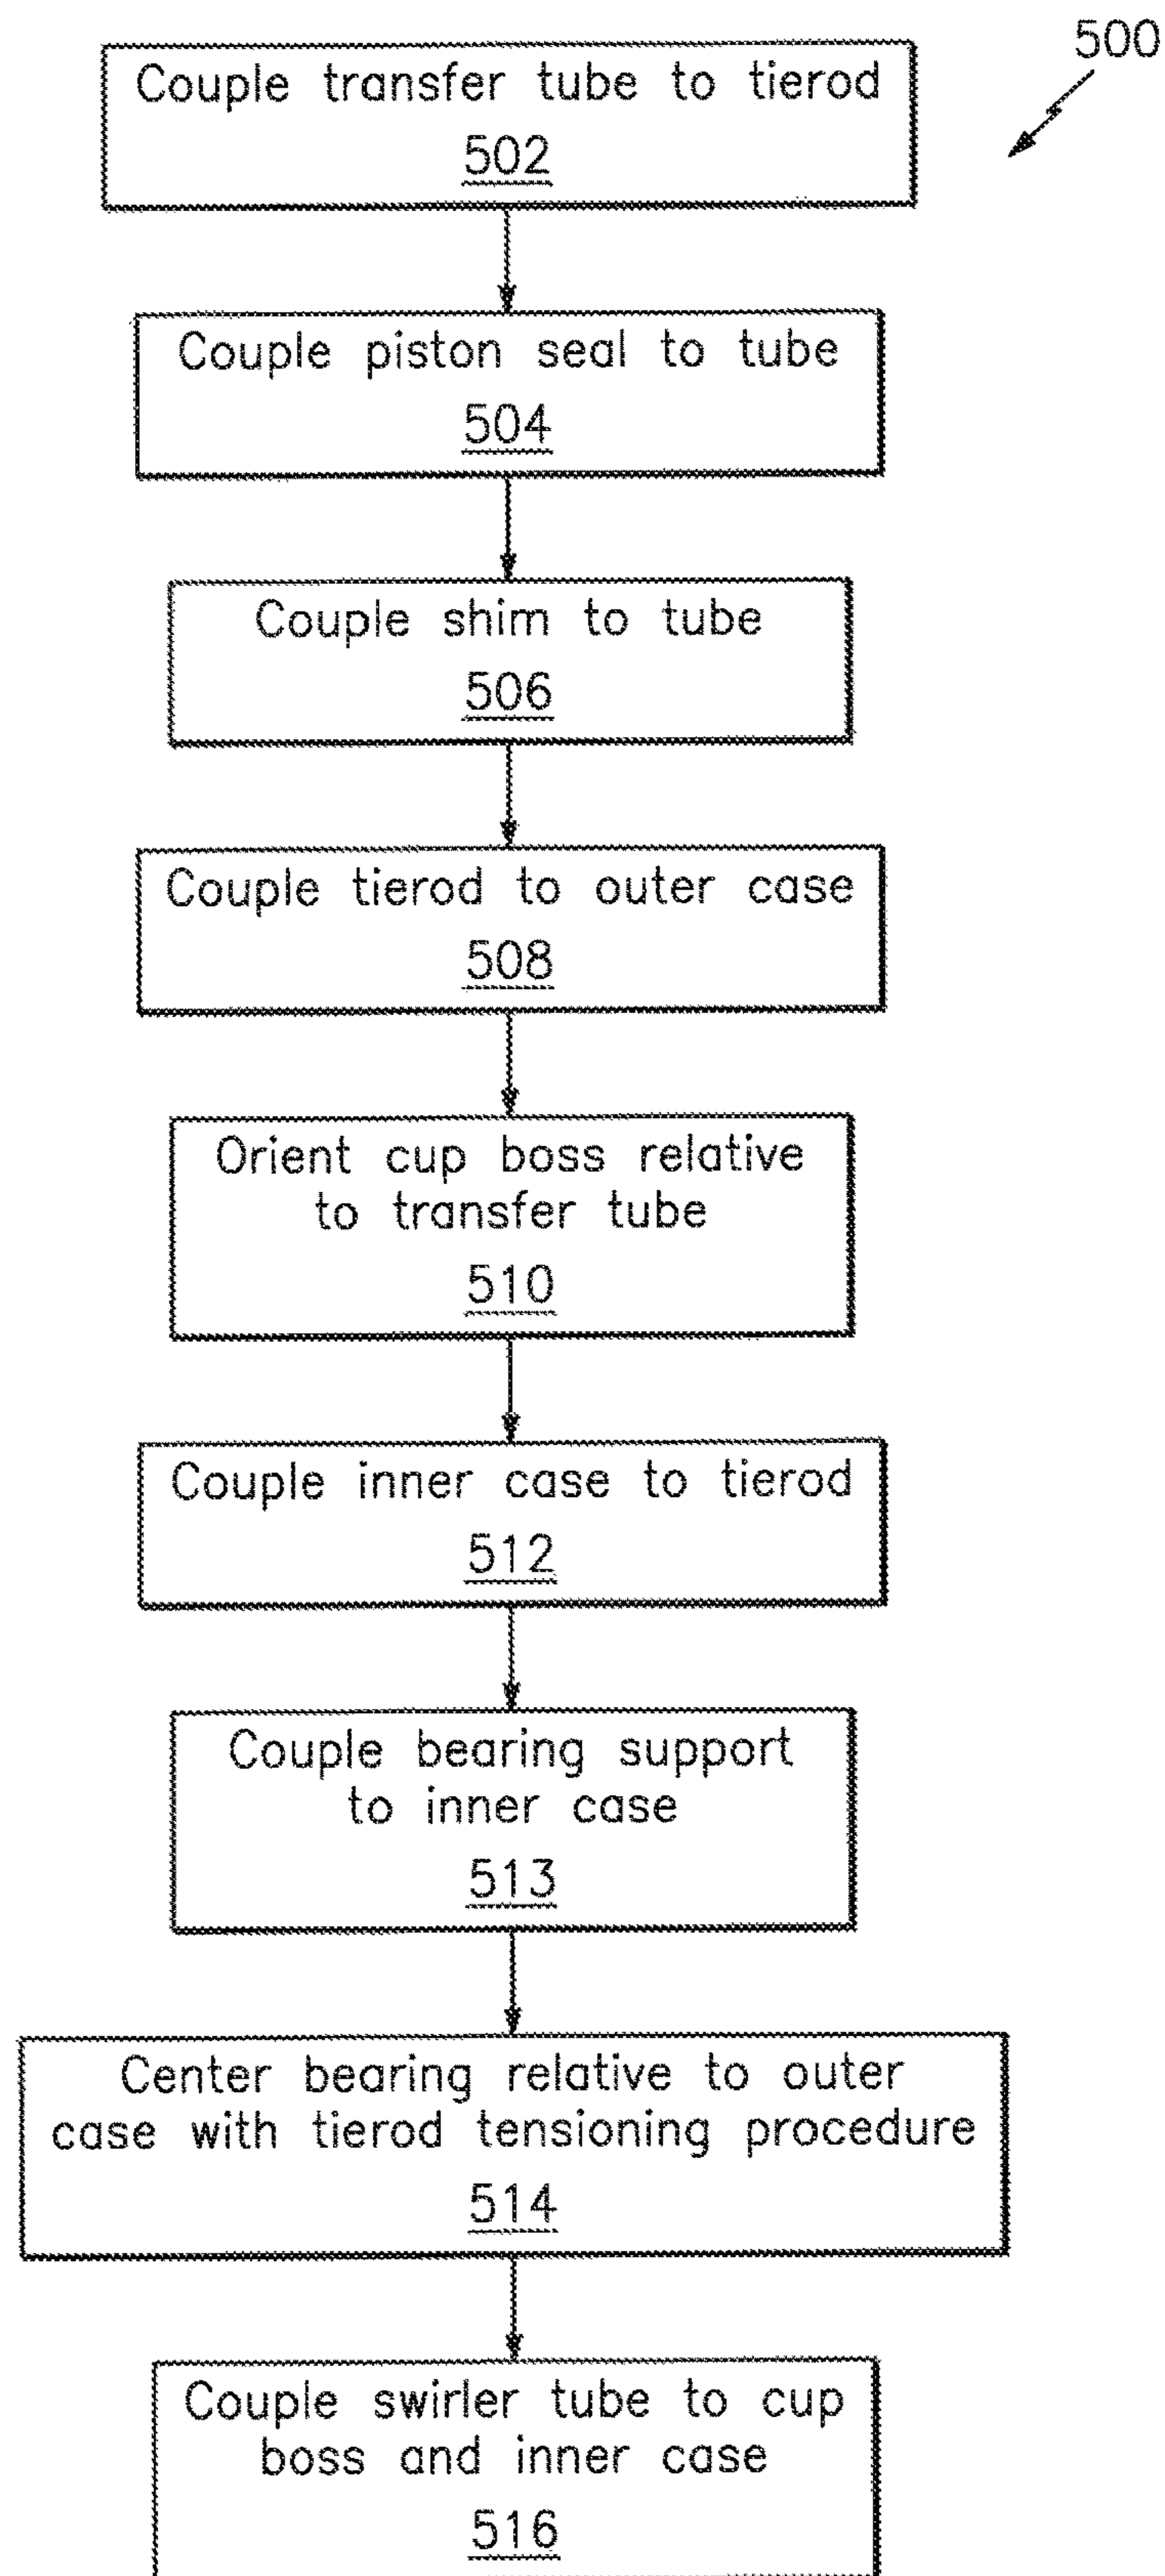 500
Couple transfer tube to tierod
502
Couple piston seal to tube
504
Couple shim to tube
506
Couple tierod to outer case
508
Orient cup boss relative
to transfer tube
510
Couple inner case to tierod
512
Couple bearing support
to inner case
513
Center bearing relative to outer
case with tierod tensioning procedure
514
Couple swirler tube to cup
boss and inner case
516